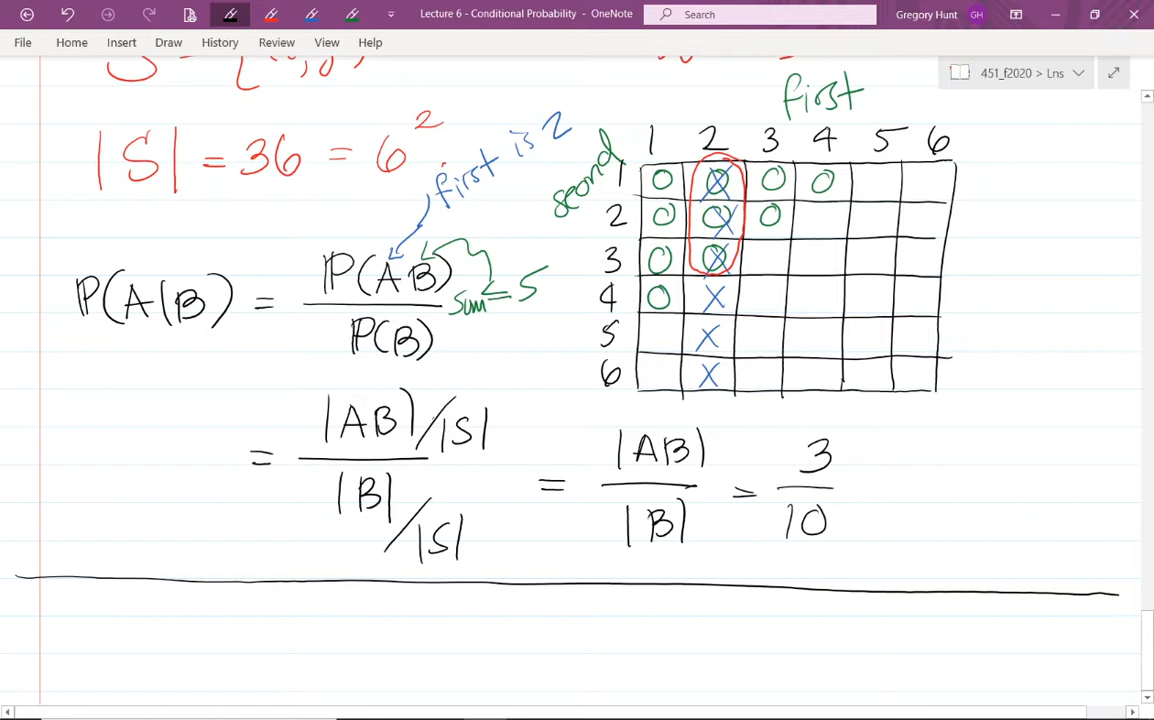 Lecture 6 - Conditional Probability - OneNote
Search
Gregory Hunt GH
File Home Insert Draw History Review View Help
451_f2020 > Lns
first
|S| = 36 = 6²
first is 2
second
1 2 3 4 5 6
1 O O O O
2 O O O
3 O O
4 O X
5 X
6 X
P(A|B) = P(AB) / P(B)
sum = 5
= |AB|/|S| / |B|/|S| = |AB| / |B| = 3 / 10